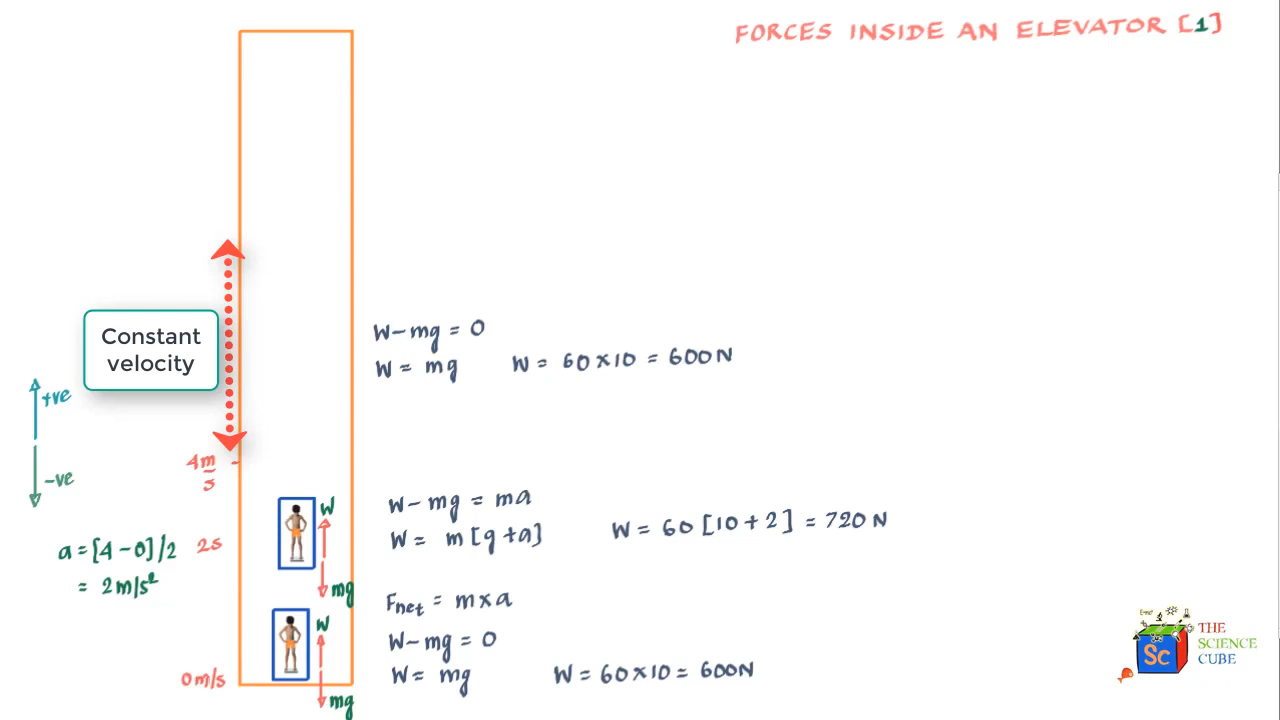 FORCES INSIDE AN ELEVATOR [1]
Constant
velocity
W-mg = 0
W = mg W = 60×10 = 600N
+ve
-ve
4m
s
W
W-mg = ma
W = m[g+a] W = 60[10+2] = 720N
a = [4-0]/2 2s
= 2m/s²
mg
Fnet = m×a
W
W-mg = 0
W = mg W = 60×10 = 600N
0m/s
mg
E=mc²
Sc
THE
SCIENCE
CUBE